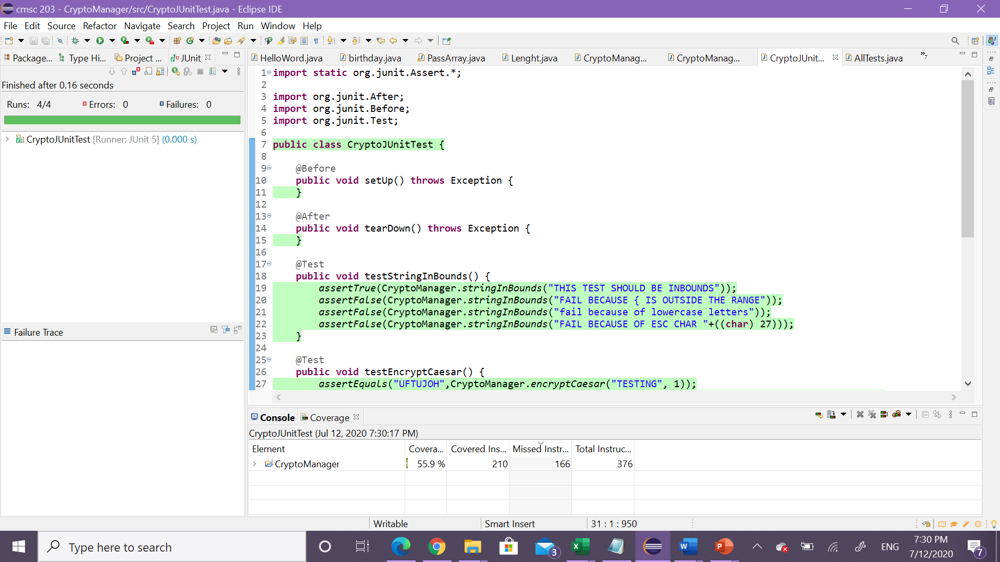 cmsc 203 - CryptoManager/src/CryptoJUnitTest.java - Eclipse IDE
File Edit Source Refactor Navigate Search Project Run Window Help
Package... Type Hi... Project ... JUnit
HelloWord.java birthday.java PassArray.java Lenght.java CryptoManag... CryptoManag... CryptoJUnit... AllTests.java »7
Finished after 0.16 seconds
Runs: 4/4 Errors: 0 Failures: 0
CryptoJUnitTest [Runner: JUnit 5] (0.000 s)
Failure Trace
1 import static org.junit.Assert.*;
2
3 import org.junit.After;
4 import org.junit.Before;
5 import org.junit.Test;
6
7 public class CryptoJUnitTest {
8
9 @Before
10 public void setUp() throws Exception {
11 }
12
13 @After
14 public void tearDown() throws Exception {
15 }
16
17 @Test
18 public void testStringInBounds() {
19 assertTrue(CryptoManager.stringInBounds("THIS TEST SHOULD BE INBOUNDS"));
20 assertFalse(CryptoManager.stringInBounds("FAIL BECAUSE { IS OUTSIDE THE RANGE"));
21 assertFalse(CryptoManager.stringInBounds("fail because of lowercase letters"));
22 assertFalse(CryptoManager.stringInBounds("FAIL BECAUSE OF ESC CHAR "+((char) 27)));
23 }
24
25 @Test
26 public void testEncryptCaesar() {
27 assertEquals("UFTUJOH",CryptoManager.encryptCaesar("TESTING", 1));
Console Coverage
CryptoJUnitTest (Jul 12, 2020 7:30:17 PM)
Element Covera... Covered Ins... Missed Instr... Total Instruc...
CryptoManager 55.9 % 210 166 376
Writable Smart Insert 31 : 1 : 950
Type here to search
3
ENG
7:30 PM
7/12/2020
7